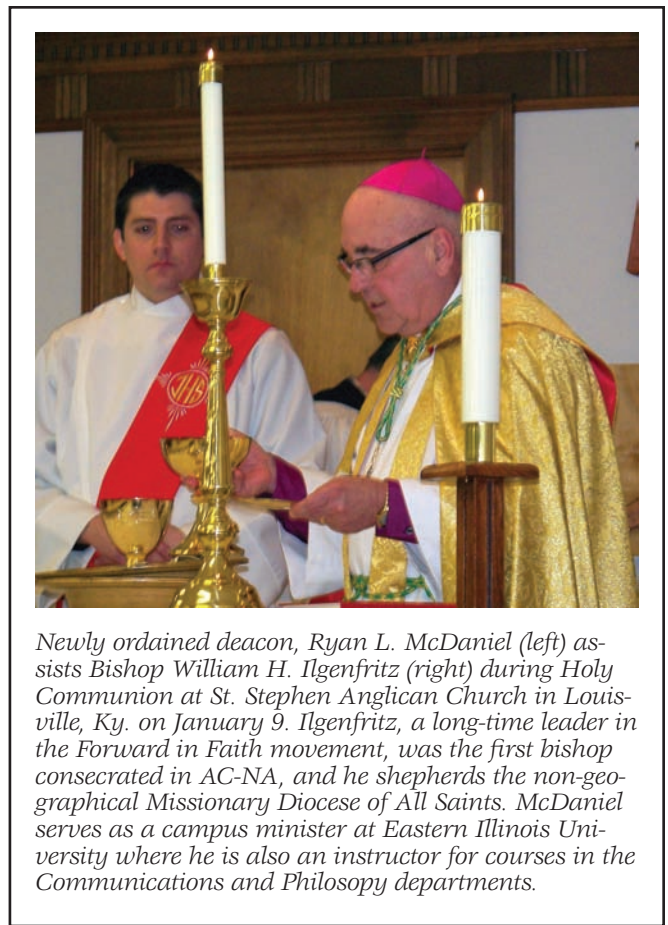 JHS
Newly ordained deacon, Ryan L. McDaniel (left) as-
sists Bishop William H. Ilgenfritz (right) during Holy
Communion at St. Stephen Anglican Church in Louis-
ville, Ky. on January 9. Ilgenfritz, a long-time leader in
the Forward in Faith movement, was the first bishop
consecrated in AC-NA, and he shepherds the non-geo-
graphical Missionary Diocese of All Saints. McDaniel
serves as a campus minister at Eastern Illinois Uni-
versity where he is also an instructor for courses in the
Communications and Philosopy departments.